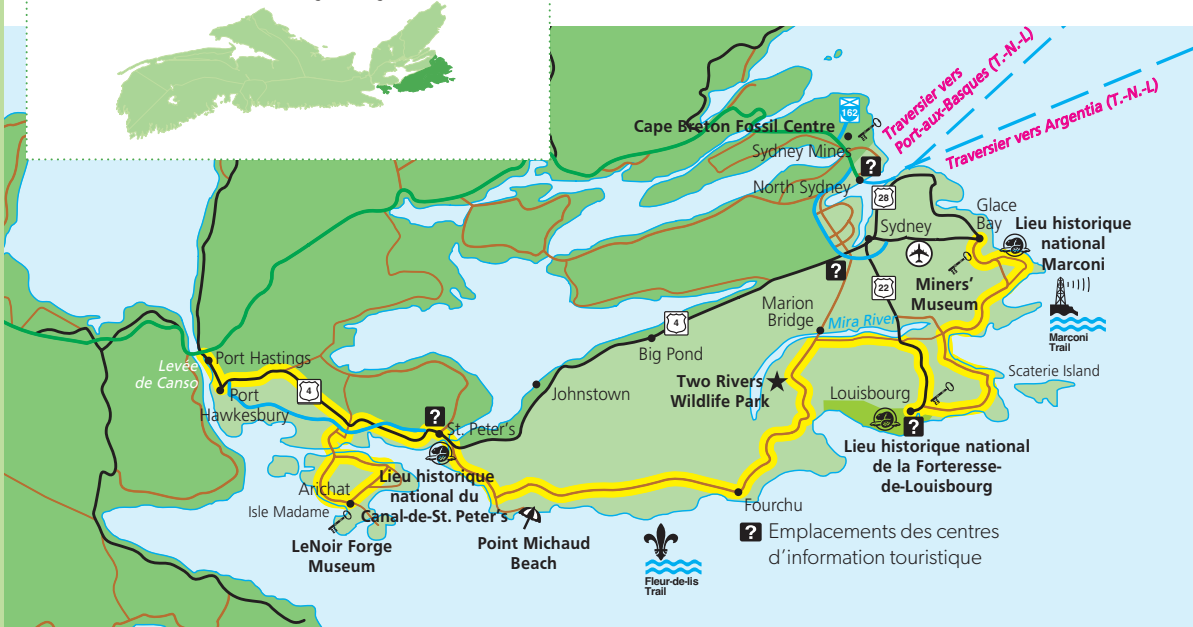 Traversier vers
Port-aux-Basques (T.-N.-L)
Traversier vers Argentia (T.-N.-L)
162
Cape Breton Fossil Centre
Sydney Mines
?
North Sydney
28
Glace
Bay
Sydney
Lieu historique
national
Marconi
?
22
Miners'
Museum
Marion
Bridge
Mira River
Marconi
Trail
4
Big Pond
Port Hastings
Levée
de Canso
4
Port
Hawkesbury
Two Rivers
Wildlife Park
Scaterie Island
Johnstown
Louisbourg
?
St. Peter's
?
Lieu historique national
de la Forteresse-
de-Louisbourg
Lieu historique
national du
Canal-de-St. Peter's
Arichat
Isle Madame
Fourchu
LeNoir Forge
Museum
Point Michaud
Beach
? Emplacements des centres
d'information touristique
Fleur-de-lis
Trail